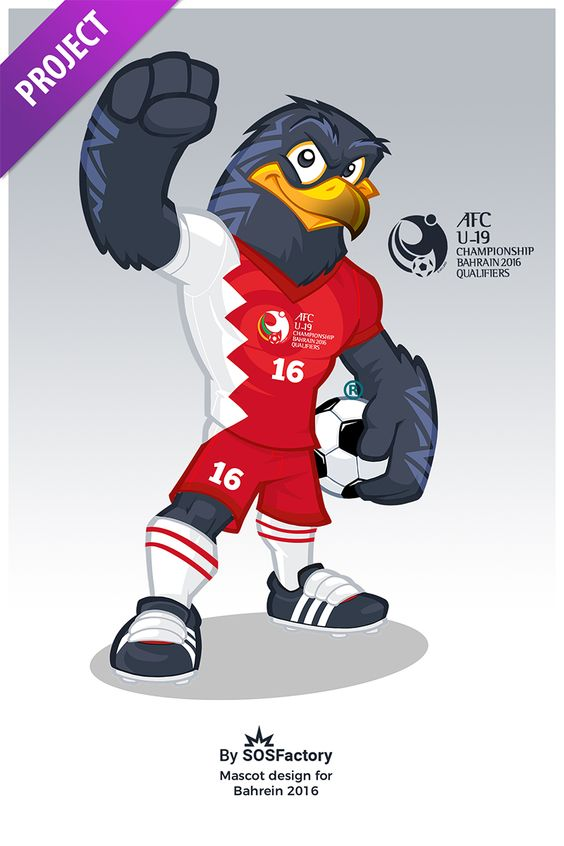 PROJECT
AFC
U-19
CHAMPIONSHIP
BAHRAIN 2016
QUALIFIERS
AFC
U-19
CHAMPIONSHIP
BAHRAIN 2016
QUALIFIERS
16
®
16
By SOSFactory
Mascot design for
Bahrein 2016